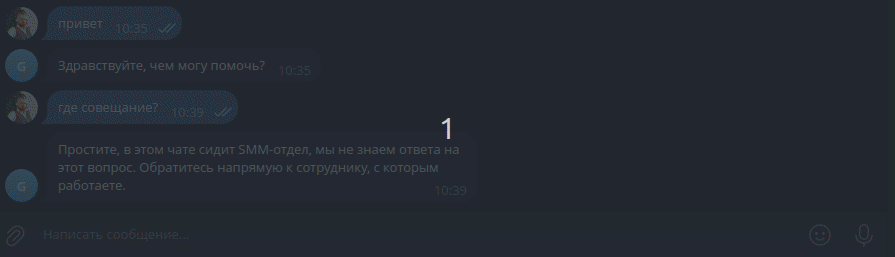 привет 10:35
G
Здравствуйте, чем могу помочь? 10:35
где совещание? 10:39
1
Простите, в этом чате сидит SMM-отдел, мы не знаем ответа на
этот вопрос. Обратитесь напрямую к сотруднику, с которым
работаете. 10:39
G
Написать сообщение...